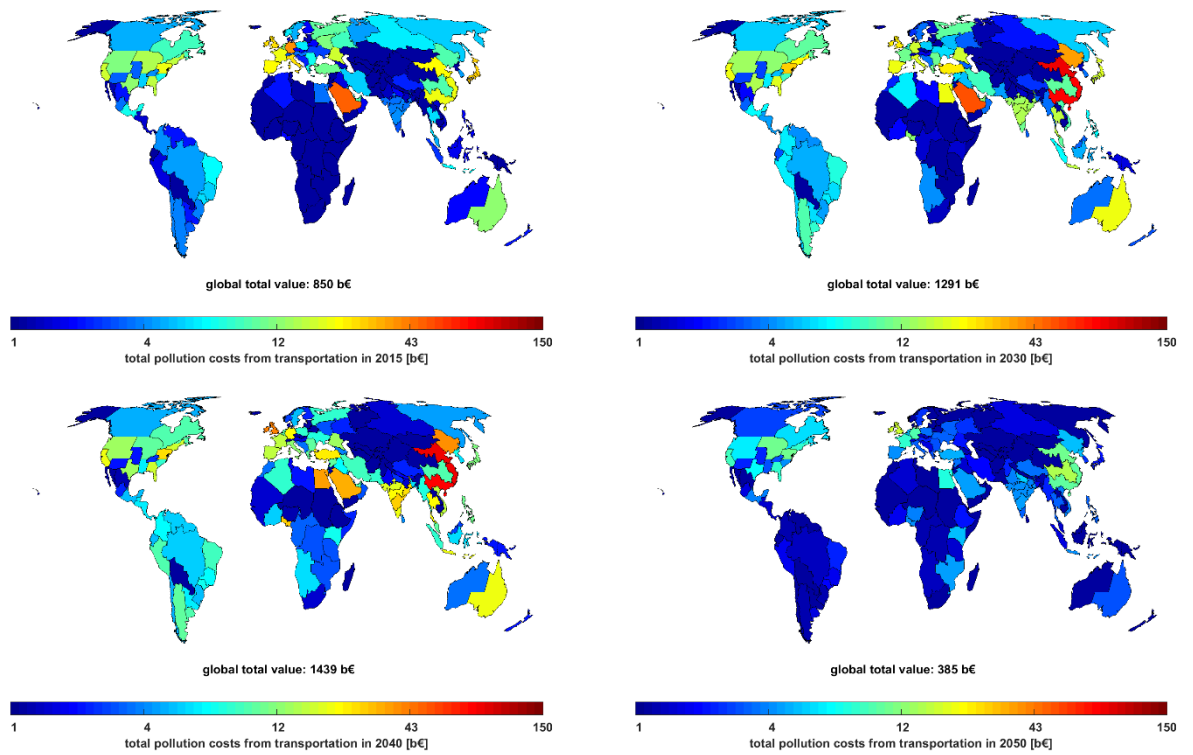 global total value: 850 b€
1 4 12 43 150
total pollution costs from transportation in 2015 [b€]
global total value: 1291 b€
1 4 12 43 150
total pollution costs from transportation in 2030 [b€]
global total value: 1439 b€
1 4 12 43 150
total pollution costs from transportation in 2040 [b€]
global total value: 385 b€
1 4 12 43 150
total pollution costs from transportation in 2050 [b€]